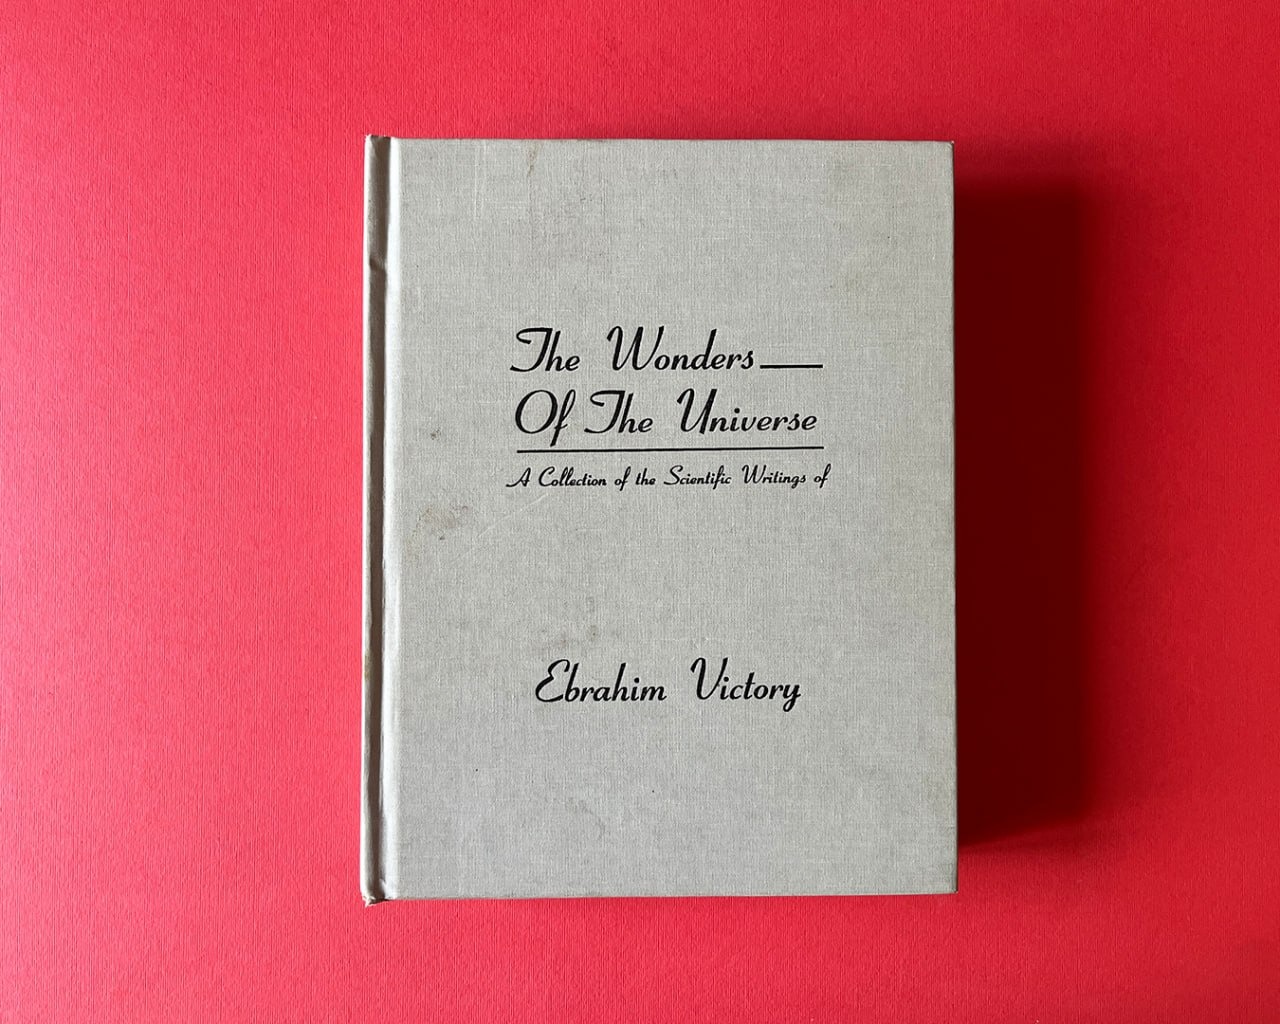 The Wonders
Of The Universe
A Collection of the Scientific Writings of
Ebrahim Victory